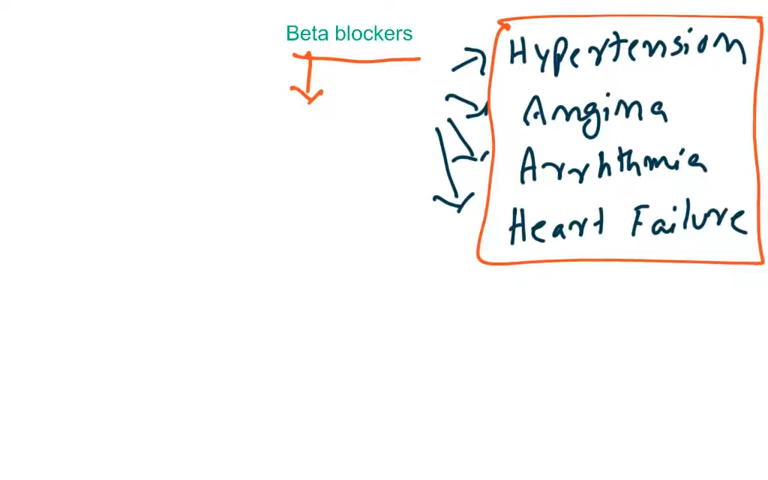 Beta blockers
Hypertension
Angina
Arrhthmia
Heart Failure